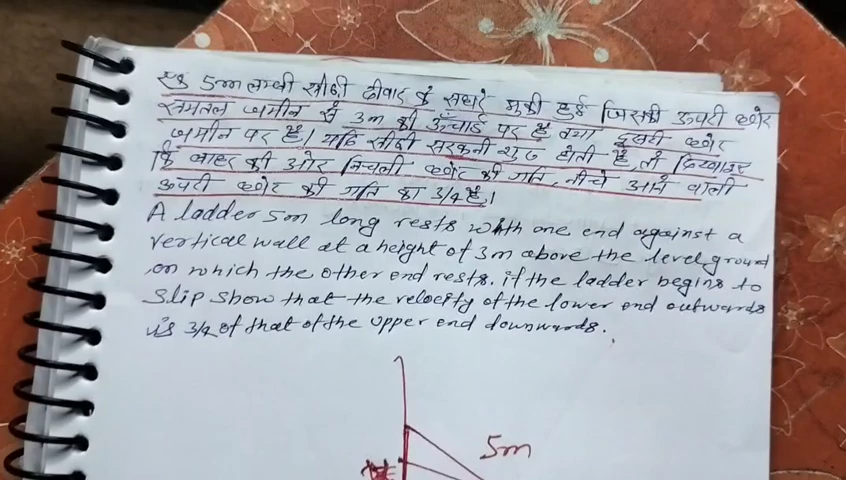 एक 5m लम्बी सीढ़ी दीवार के सहारे झुकी हुई जिसकी ऊपरी छोर
समतल जमीन से 3m की ऊँचाई पर है तथा दूसरी छोर
जमीन पर है। यदि सीढ़ी सरकनी शुरु होती है, तो दिखाइए
कि बाहर की ओर निचली छोर की गति, नीचे आने वाली
ऊपरी छोर की गति का 3/4 है।
A ladder 5m long rests with one end against a
vertical wall at a height of 3m above the level ground
on which the other end rests. if the ladder begins to
slip show that the velocity of the lower end outwards
is 3/4 of that of the upper end downwards.
5m